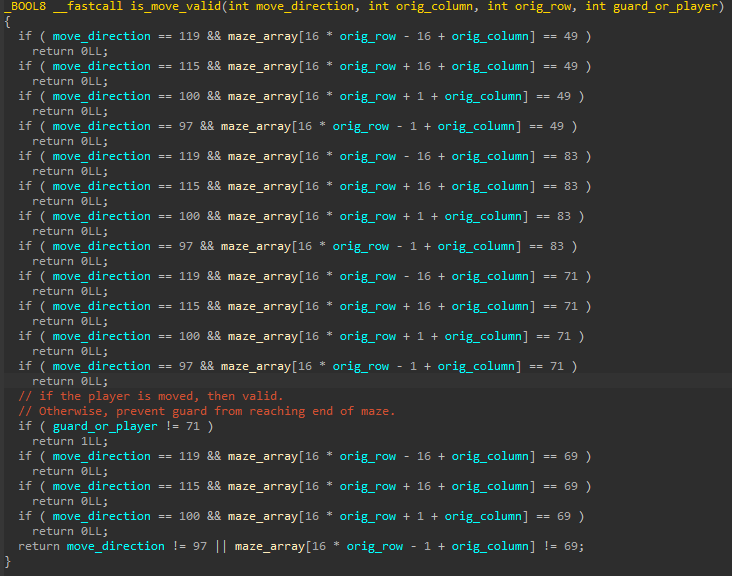 _BOOL8 __fastcall is_move_valid(int move_direction, int orig_column, int orig_row, int guard_or_player)
{
  if ( move_direction == 119 && maze_array[16 * orig_row - 16 + orig_column] == 49 )
    return 0LL;
  if ( move_direction == 115 && maze_array[16 * orig_row + 16 + orig_column] == 49 )
    return 0LL;
  if ( move_direction == 100 && maze_array[16 * orig_row + 1 + orig_column] == 49 )
    return 0LL;
  if ( move_direction == 97 && maze_array[16 * orig_row - 1 + orig_column] == 49 )
    return 0LL;
  if ( move_direction == 119 && maze_array[16 * orig_row - 16 + orig_column] == 83 )
    return 0LL;
  if ( move_direction == 115 && maze_array[16 * orig_row + 16 + orig_column] == 83 )
    return 0LL;
  if ( move_direction == 100 && maze_array[16 * orig_row + 1 + orig_column] == 83 )
    return 0LL;
  if ( move_direction == 97 && maze_array[16 * orig_row - 1 + orig_column] == 83 )
    return 0LL;
  if ( move_direction == 119 && maze_array[16 * orig_row - 16 + orig_column] == 71 )
    return 0LL;
  if ( move_direction == 115 && maze_array[16 * orig_row + 16 + orig_column] == 71 )
    return 0LL;
  if ( move_direction == 100 && maze_array[16 * orig_row + 1 + orig_column] == 71 )
    return 0LL;
  if ( move_direction == 97 && maze_array[16 * orig_row - 1 + orig_column] == 71 )
    return 0LL;
  // if the player is moved, then valid.
  // Otherwise, prevent guard from reaching end of maze.
  if ( guard_or_player != 71 )
    return 1LL;
  if ( move_direction == 119 && maze_array[16 * orig_row - 16 + orig_column] == 69 )
    return 0LL;
  if ( move_direction == 115 && maze_array[16 * orig_row + 16 + orig_column] == 69 )
    return 0LL;
  if ( move_direction == 100 && maze_array[16 * orig_row + 1 + orig_column] == 69 )
    return 0LL;
  return move_direction != 97 || maze_array[16 * orig_row - 1 + orig_column] != 69;
}